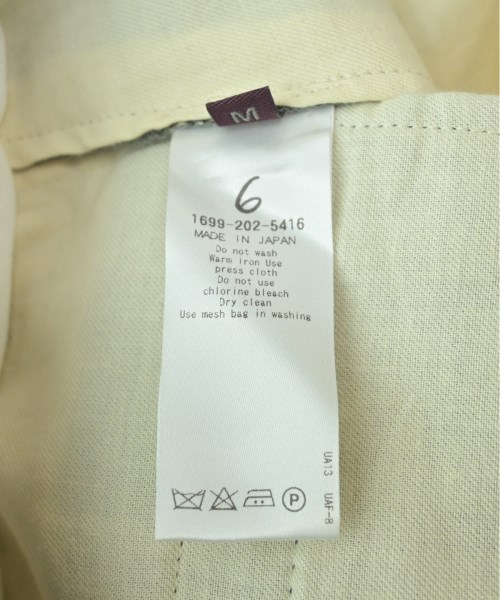 M
6
1699-202-5416
MADE IN JAPAN
Do not wash
Warm iron Use
press cloth
Do not use
chlorine bleach
Dry clean
Use mesh bag in washing
UA13 UAF-8
P